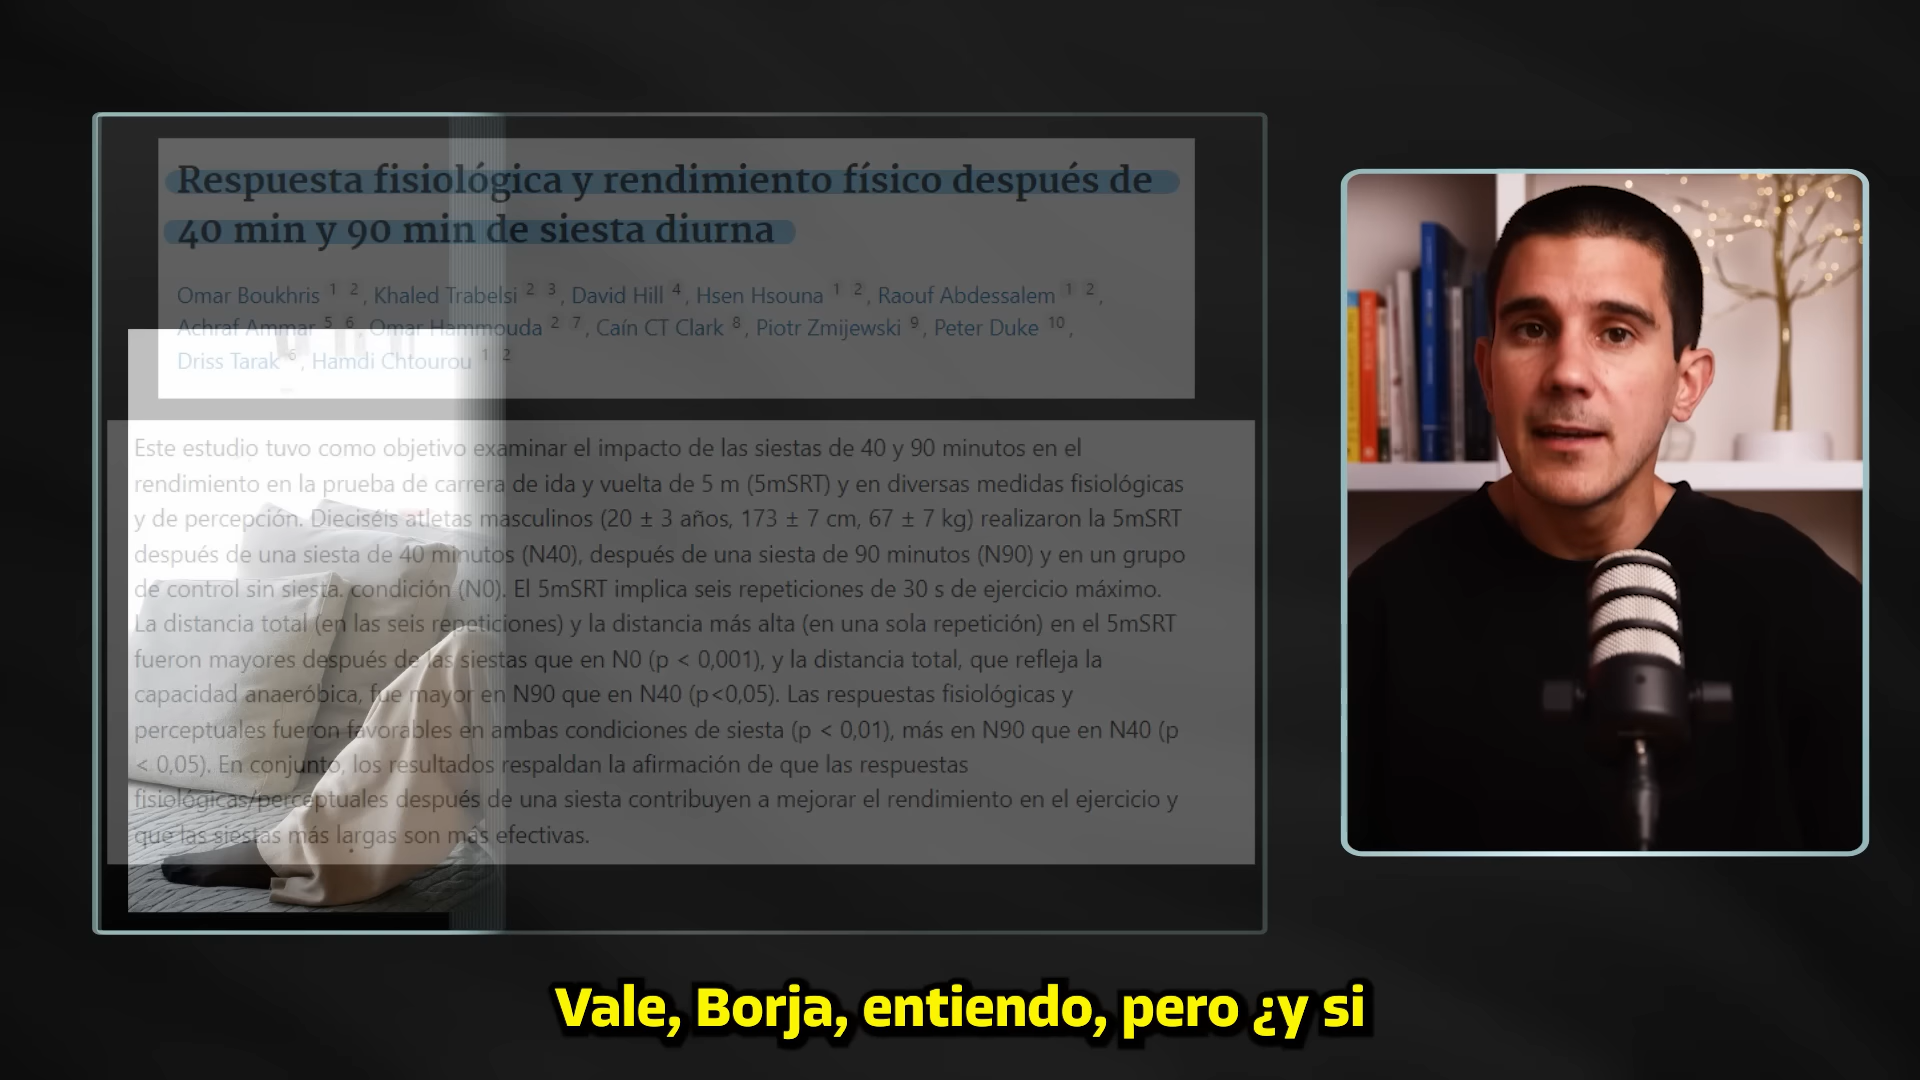 Respuesta fisiológica y rendimiento físico después de
40 min y 90 min de siesta diurna
Omar Boukhris 1 2, Khaled Trabelsi 2 3, David Hill 4, Hsen Hsouna 1 2, Raouf Abdessalem 1 2,
Achraf Ammar 5 6, Omar Hammouda 2 7, Caín CT Clark 8, Piotr Zmijewski 9, Peter Duke 10,
Driss Tarak 6, Hamdi Chtourou 1 2
Este estudio tuvo como objetivo examinar el impacto de las siestas de 40 y 90 minutos en el
rendimiento en la prueba de carrera de ida y vuelta de 5 m (5mSRT) y en diversas medidas fisiológicas
y de percepción. Dieciséis atletas masculinos (20 ± 3 años, 173 ± 7 cm, 67 ± 7 kg) realizaron la 5mSRT
después de una siesta de 40 minutos (N40), después de una siesta de 90 minutos (N90) y en un grupo
de control sin siesta. condición (N0). El 5mSRT implica seis repeticiones de 30 s de ejercicio máximo.
La distancia total (en las seis repeticiones) y la distancia más alta (en una sola repetición) en el 5mSRT
fueron mayores después de las siestas que en N0 (p < 0,001), y la distancia total, que refleja la
capacidad anaeróbica, fue mayor en N90 que en N40 (p<0,05). Las respuestas fisiológicas y
perceptuales fueron favorables en ambas condiciones de siesta (p < 0,01), más en N90 que en N40 (p
< 0,05). En conjunto, los resultados respaldan la afirmación de que las respuestas
fisiológicas/perceptuales después de una siesta contribuyen a mejorar el rendimiento en el ejercicio y
que las siestas más largas son más efectivas.
Vale, Borja, entiendo, pero ¿y si